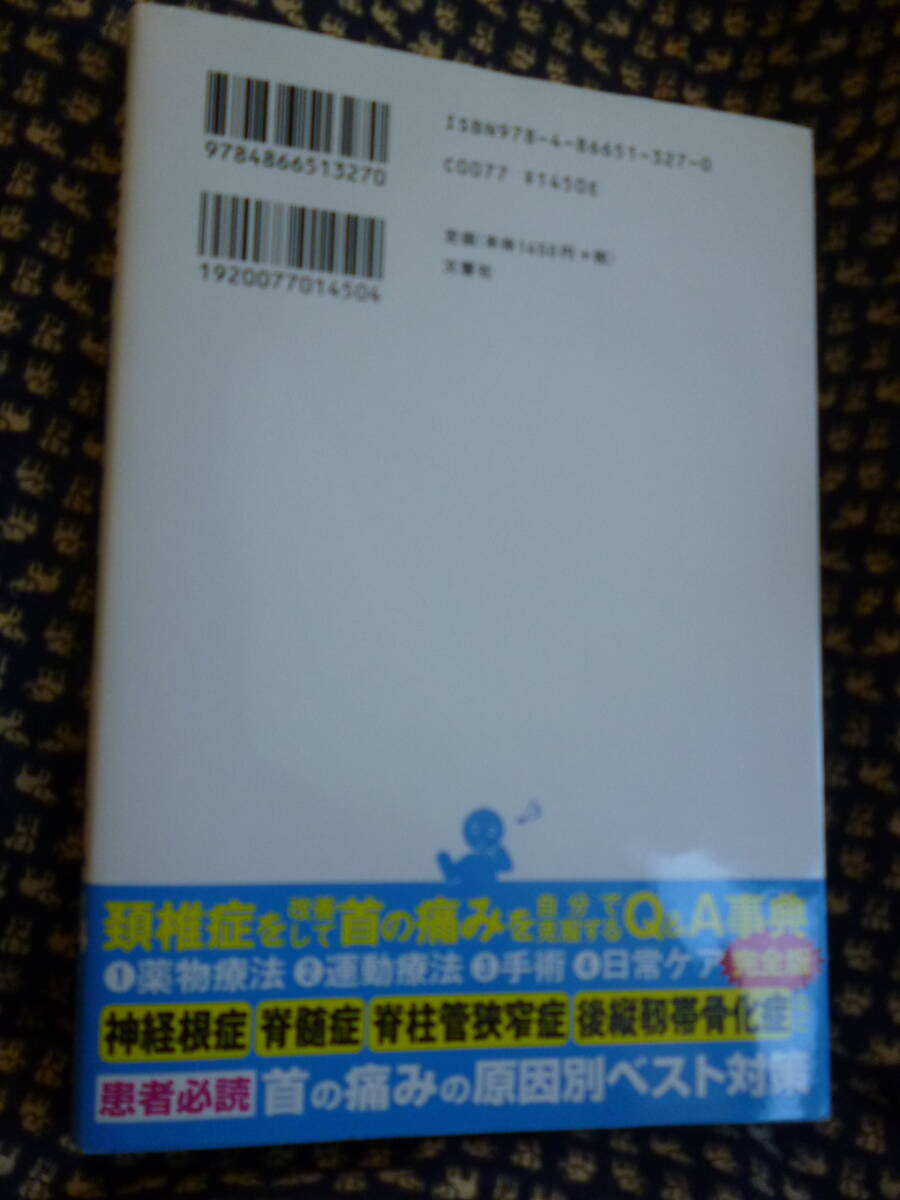 ISBN978-4-86651-327-0
C0077 ¥1450E
9784866513270
定価(本体1450円+税)
文響社
1920077014504
頚椎症を改善して首の痛みを自分で克服するQ&A事典
❶薬物療法❷運動療法❸手術❹日常ケア 完全版
神経根症 脊髄症 脊柱管狭窄症 後縦靱帯骨化症
患者必読 首の痛みの原因別ベスト対策